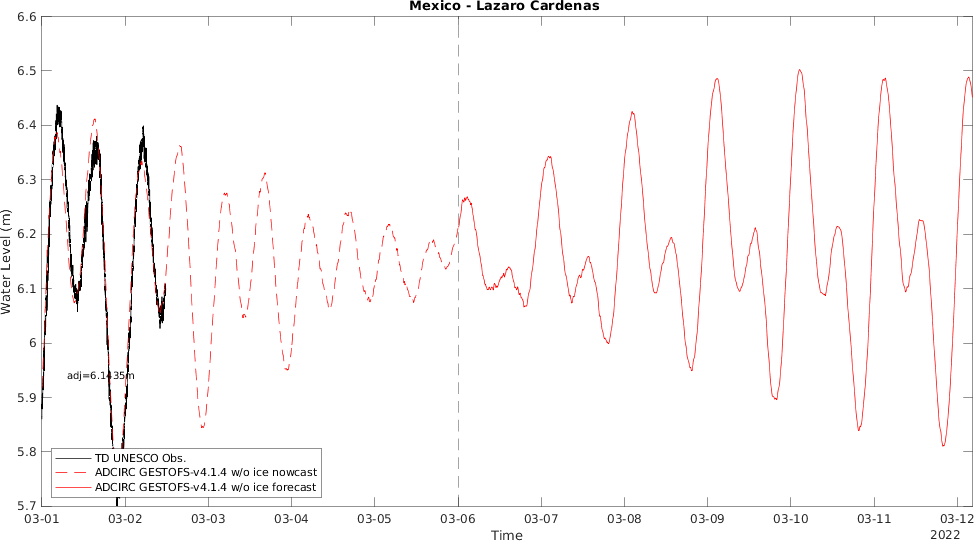 Mexico - Lazaro Cardenas
6.6
6.5
6.4
6.3
6.2
6.1
6
5.9
5.8
5.7
Water Level (m)
adj=6.1435m
TD UNESCO Obs.
ADCIRC GESTOFS-v4.1.4 w/o ice nowcast
ADCIRC GESTOFS-v4.1.4 w/o ice forecast
03-01 03-02 03-03 03-04 03-05 03-06 03-07 03-08 03-09 03-10 03-11 03-12
Time
2022